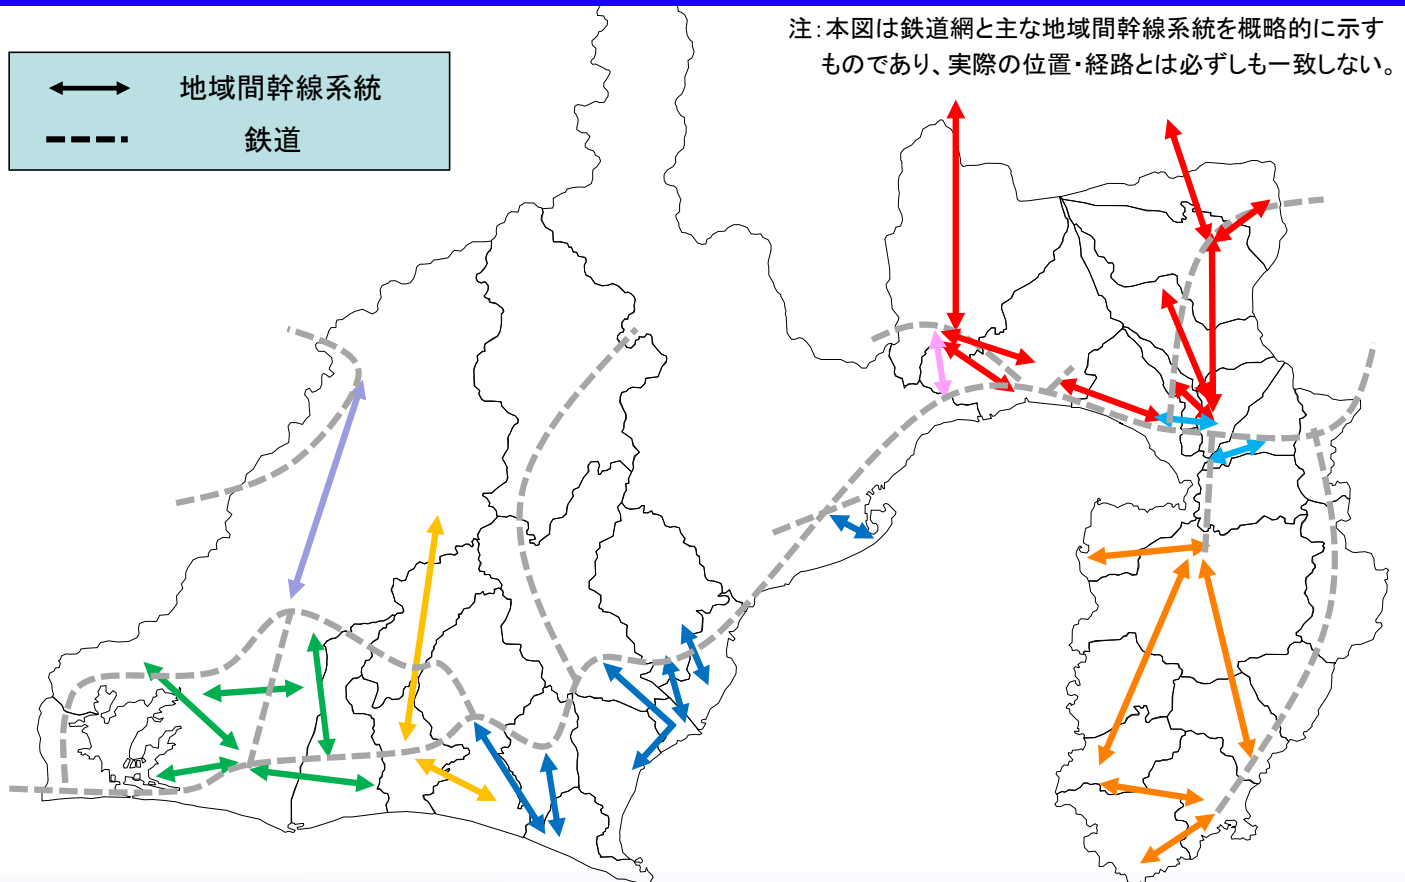 注:本図は鉄道網と主な地域間幹線系統を概略的に示す
ものであり、実際の位置・経路とは必ずしも一致しない。
地域間幹線系統
鉄道